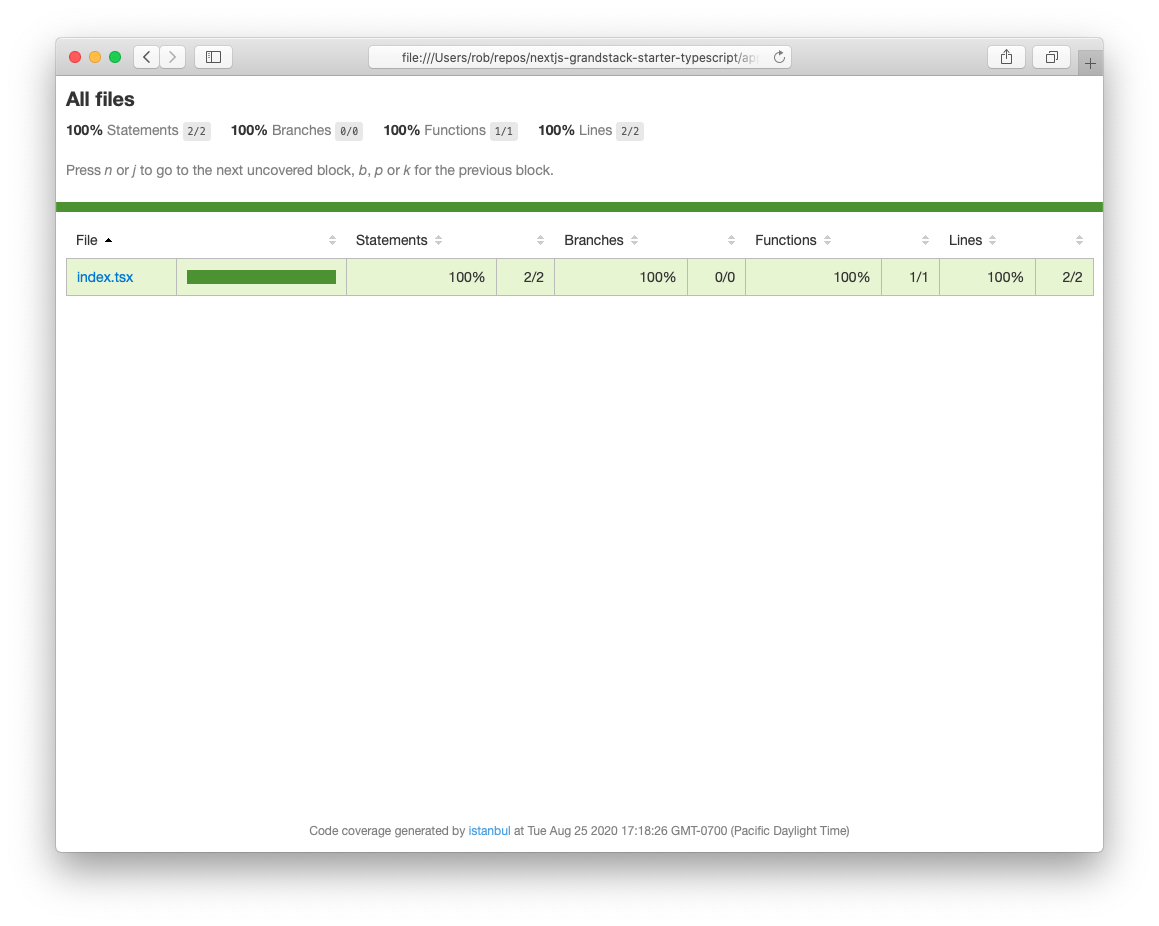 file:///Users/rob/repos/nextjs-grandstack-starter-typescript/ap
All files
100% Statements 2/2 100% Branches 0/0 100% Functions 1/1 100% Lines 2/2
Press n or j to go to the next uncovered block, b, p or k for the previous block.
File Statements Branches Functions Lines
index.tsx 100% 2/2 100% 0/0 100% 1/1 100% 2/2
Code coverage generated by istanbul at Tue Aug 25 2020 17:18:26 GMT-0700 (Pacific Daylight Time)